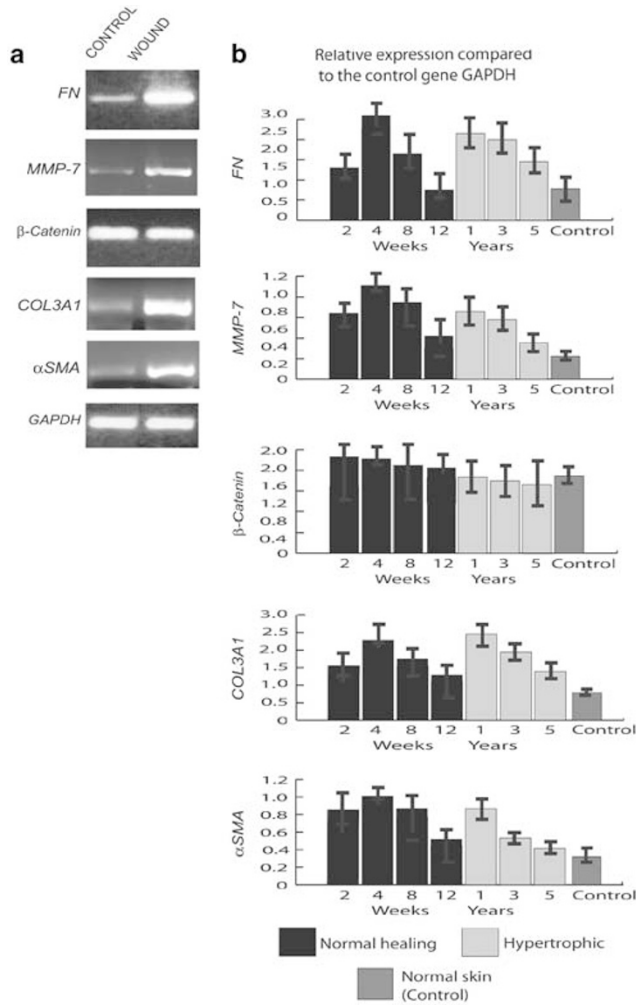 CONTROL
WOUND
a
FN
MMP-7
β-Catenin
COL3A1
αSMA
GAPDH
b
Relative expression compared
to the control gene GAPDH
FN
3.0
2.5
2.0
1.5
1.0
0
2 4 8 12 1 3 5 Control
Weeks Years
MMP-7
1.2
1.0
0.8
0.6
0.4
0.2
0
2 4 8 12 1 3 5 Control
Weeks Years
β-Catenin
2.0
2.0
1.6
1.2
0.8
0
2 4 8 12 1 3 5 Control
Weeks Years
COL3A1
3.0
2.5
2.0
1.5
1.0
0
2 4 8 12 1 3 5 Control
Weeks Years
αSMA
1.2
1.0
0.8
0.6
0.4
0.2
0
2 4 8 12 1 3 5 Control
Weeks Years
Normal healing
Hypertrophic
Normal skin
(Control)